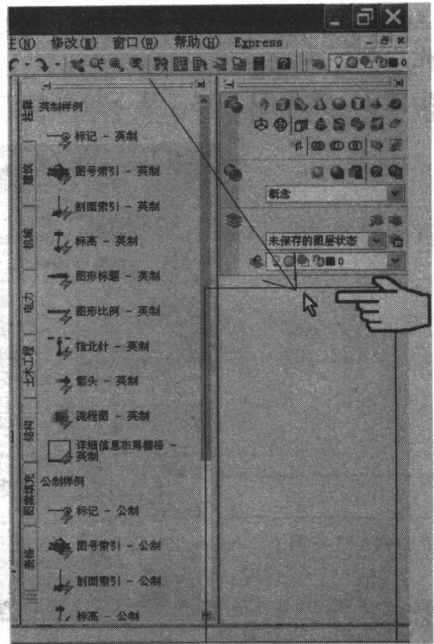 主(N) 修改(M) 窗口(W) 帮助(H) Express
0
注释
建筑
机械
电力
土木工程
结构
图案填充
表格
英制样例
标记 - 英制
图号索引 - 英制
剖面索引 - 英制
标高 - 英制
图形标题 - 英制
图形比例 - 英制
指北针 - 英制
箭头 - 英制
流程图 - 英制
详细信息布局栅格 -
英制
公制样例
标记 - 公制
图号索引 - 公制
剖面索引 - 公制
标高 - 公制
概念
未保存的图层状态
0